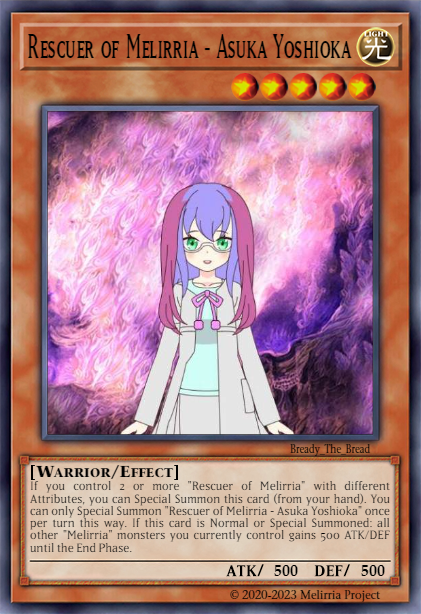 Rescuer of Melirria - Asuka Yoshioka
LIGHT
光
Bready_The_Bread
[Warrior/Effect]
If you control 2 or more "Rescuer of Melirria" with different
Attributes, you can Special Summon this card (from your hand). You
can only Special Summon "Rescuer of Melirria - Asuka Yoshioka" once
per turn this way. If this card is Normal or Special Summoned: all
other "Melirria" monsters you currently control gains 500 ATK/DEF
until the End Phase.
ATK/ 500 DEF/ 500
© 2020-2023 Melirria Project